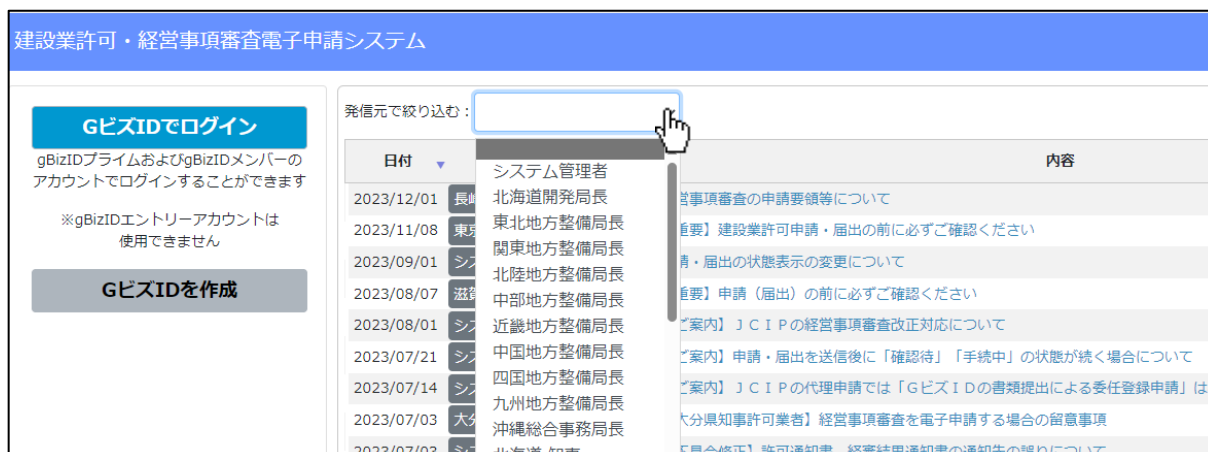 建設業許可・経営事項審査電子申請システム
GビズIDでログイン
gBizIDプライムおよびgBizIDメンバーの
アカウントでログインすることができます
※gBizIDエントリーアカウントは
使用できません
GビズIDを作成
発信元で絞り込む：
日付 ▼ 内容
システム管理者
北海道開発局長
東北地方整備局長
関東地方整備局長
北陸地方整備局長
中部地方整備局長
近畿地方整備局長
中国地方整備局長
四国地方整備局長
九州地方整備局長
沖縄総合事務局長
2023/12/01 営事項審査の申請要領等について
2023/11/08 重要】建設業許可申請・届出の前に必ずご確認ください
2023/09/01 請・届出の状態表示の変更について
2023/08/07 重要】申請（届出）の前に必ずご確認ください
2023/08/01 ご案内】ＪＣＩＰの経営事項審査改正対応について
2023/07/21 ご案内】申請・届出を送信後に「確認待」「手続中」の状態が続く場合について
2023/07/14 ご案内】ＪＣＩＰの代理申請では「ＧビズＩＤの書類提出による委任登録申請」は
2023/07/03 大分県知事許可業者】経営事項審査を電子申請する場合の留意事項